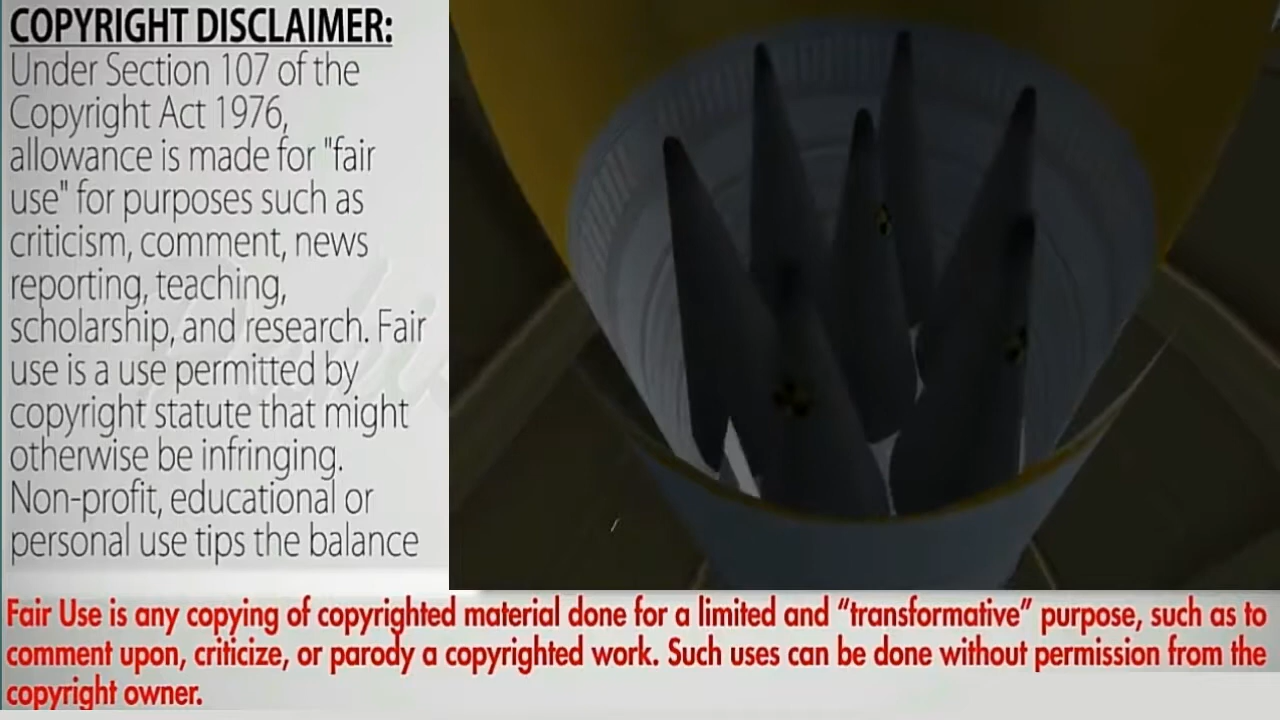 COPYRIGHT DISCLAIMER:
Under Section 107 of the
Copyright Act 1976,
allowance is made for "fair
use" for purposes such as
criticism, comment, news
reporting, teaching,
scholarship, and research. Fair
use is a use permitted by
copyright statute that might
otherwise be infringing.
Non-profit, educational or
personal use tips the balance
Fair Use is any copying of copyrighted material done for a limited and “transformative” purpose, such as to
comment upon, criticize, or parody a copyrighted work. Such uses can be done without permission from the
copyright owner.